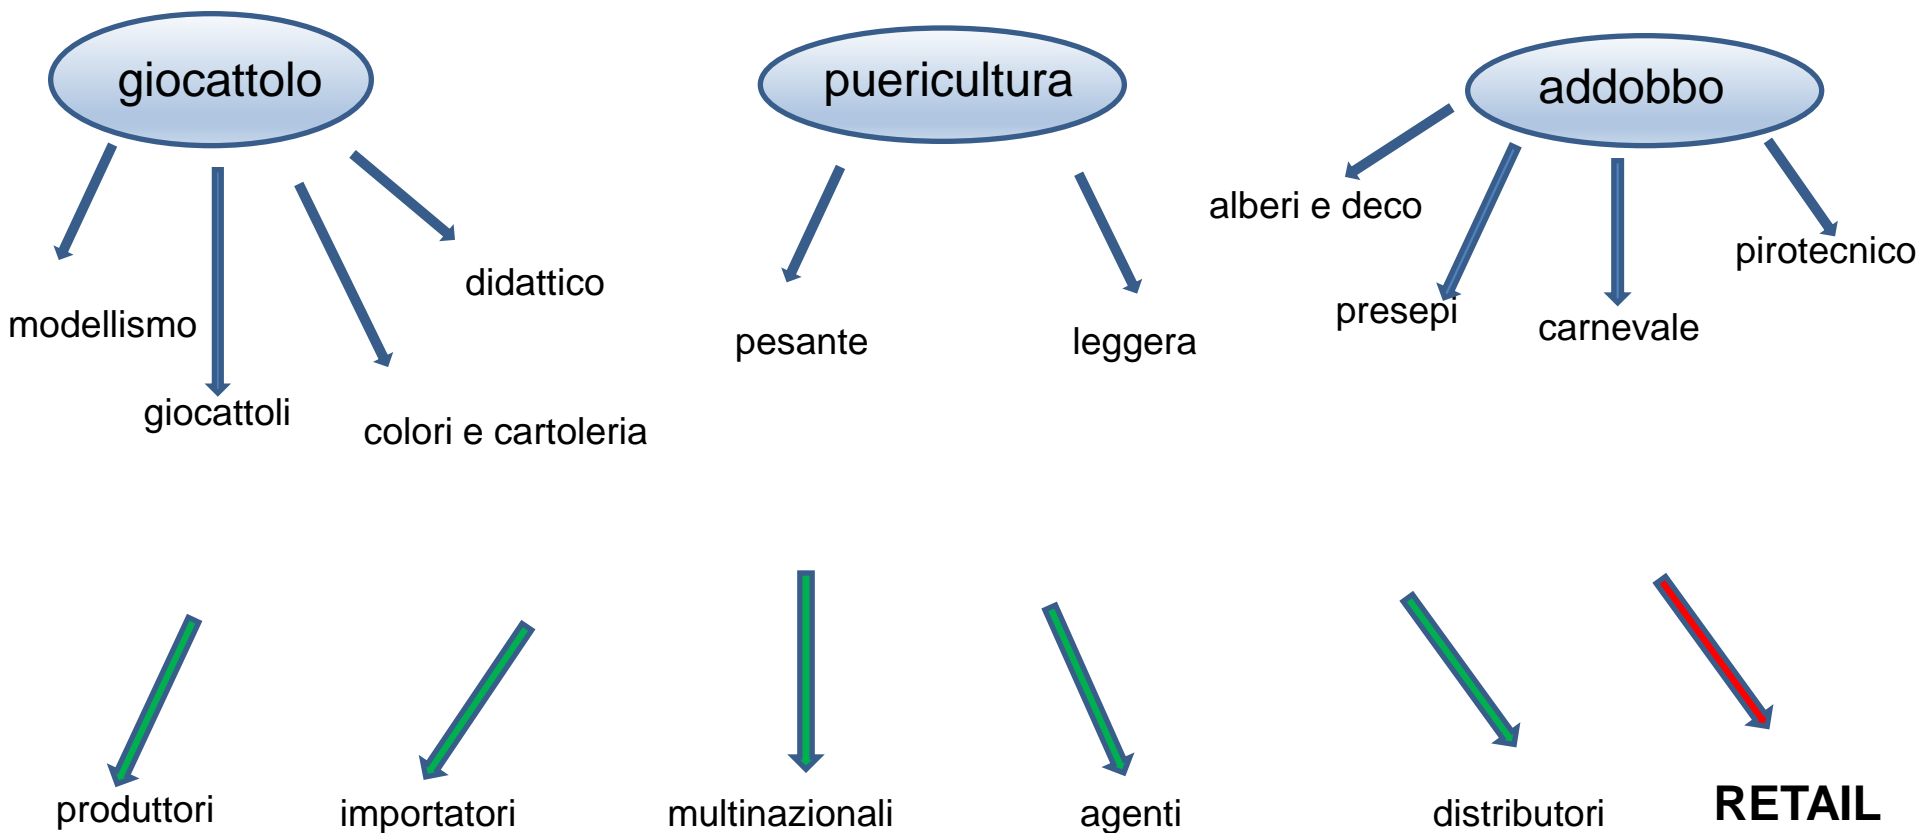 giocattolo
puericultura
addobbo
alberi e deco
pirotecnico
didattico
presepi
modellismo
carnevale
pesante
leggera
giocattoli
colori e cartoleria
produttori
importatori
multinazionali
agenti
distributori
RETAIL